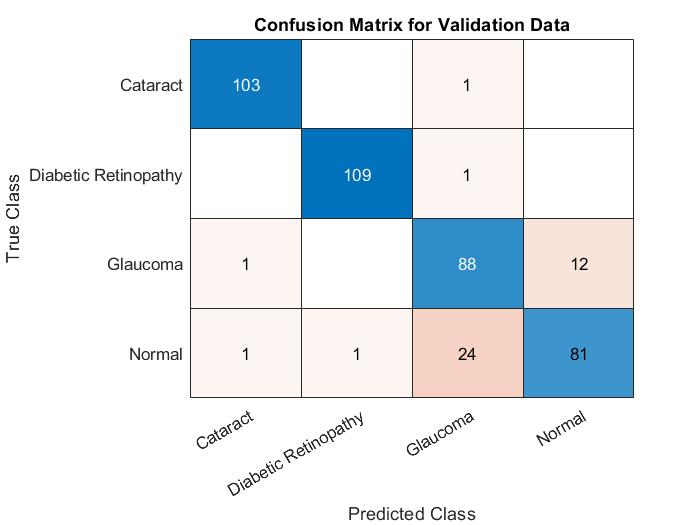 Confusion Matrix for Validation Data
Cataract 103 1
Diabetic Retinopathy 109 1
Glaucoma 1 88 12
Normal 1 1 24 81
True Class
Cataract Diabetic Retinopathy Glaucoma Normal
Predicted Class